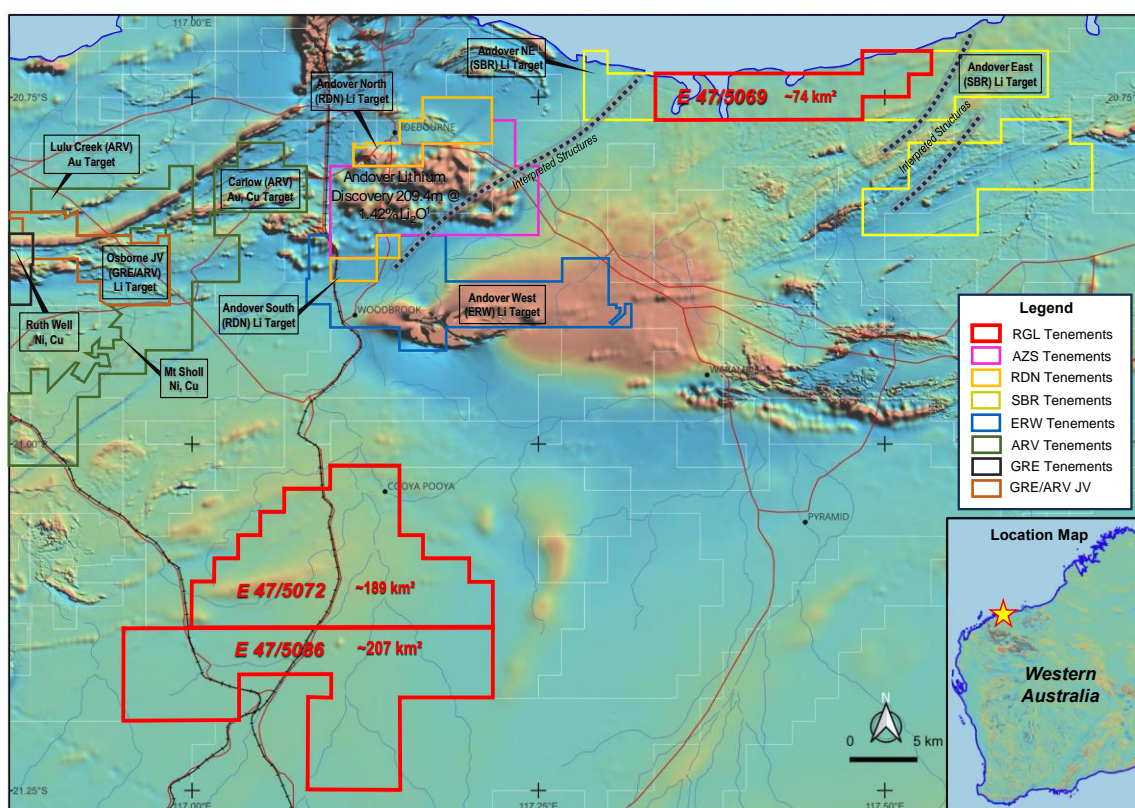 117.00°E
20.75°S
Andover North
(RDN) Li Target
Andover NE
(SBR) Li Target
Andover East
(SBR) Li Target
E 47/5069 ~74 km²
20.75°
Lulu Creek (ARV)
Au Target
Carlow (ARV)
Au, Cu Target
Andover Lithium
Discovery 209.4m @
1.42% Li₂O¹
Interpreted Structures
Interpreted Structures
Osborne JV
(GRE/ARV)
Li Target
Ruth Well
Ni, Cu
Mt Sholl
Ni, Cu
Andover South
(RDN) Li Target
WOODBROOK
Andover West
(ERW) Li Target
21.00°S
COOYA POOYA
PYRAMID
E 47/5072 ~189 km²
E 47/5086 ~207 km²
Legend
RGL Tenements
AZS Tenements
RDN Tenements
SBR Tenements
ERW Tenements
ARV Tenements
GRE Tenements
GRE/ARV JV
Location Map
Western
Australia
N
0 5 km
21.25°S
117.00°E
117.25°E
117.50°E